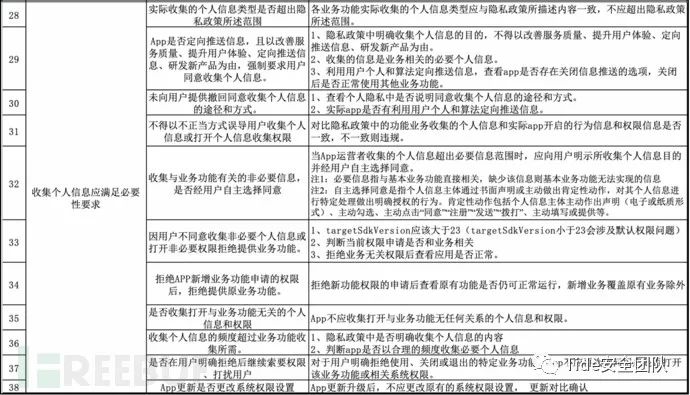 28
实际收集的个人信息类型是否超出隐
私政策所述范围
各业务功能实际收集的个人信息类型应与隐私政策所描述内容一致，不应超出隐私政策
所述范围。
29
App是否定向推送信息，且以改善服
务质量、提升用户体验、定向推送信
息、研发新产品为由，强制要求用户
同意收集个人信息。
1、隐私政策中明确收集个人信息的目的，不得以改善服务质量、提升用户体验、定向
推送信息、研发新产品为由。
2、收集的信息是业务相关的必要个人信息。
3、利用用户个人和算法定向推送信息，查看app是否存在关闭信息推送的选项，关闭
后是否正常使用其他业务功能。
30
未向用户提供撤回同意收集个人信息
的途径和方式。
1、查看个人隐私中是否说明同意收集个人信息的途径和方式。
2、实际app是否有利用用户个人和算法定向推送信息。
31
不得以不正当方式误导用户收集个人
信息或打开个人信息收集权限
对比隐私政策中的功能业务收集的个人信息和实际app开启的行为信息和权限信息是否
一致，不一致则违规。
收集个人信息应满足必要
性要求
32
收集与业务功能有关的非必要信息，
是否经用户自主选择同意
当App运营者收集的个人信息超出必要信息范围时，应向用户明示所收集个人信息目的
并经用户自主选择同意。
注1：必要信息指与基本业务功能直接相关，缺少该信息则基本业务功能无法实现的信息
注2：自主选择同意是指个人信息主体通过书面声明或主动做出肯定性动作，对其个人信息进
行特定处理做出明确授权的行为。肯定性动作包括个人信息主体主动作出声明（电子或纸质形
式）、主动勾选、主动点击“同意”“注册”“发送”“拨打”、主动填写或提供等。
33
因用户不同意收集非必要个人信息或
打开非必要权限拒绝提供业务功能。
1、targetSdkVersion应该大于23（targetSdkVersion小于23会涉及默认权限问题）
2、判断当前权限申请是否和业务相关
3、拒绝业务无关权限后查看应用是否正常。
34
拒绝APP新增业务功能申请的权限
后，拒绝提供原业务功能。
拒绝新功能权限的申请后查看原有功能是否仍可正常运行，新增业务覆盖原有业务除外
35
是否收集打开与业务功能无关的个
人信息和权限
App不应收集打开与业务功能无任何关系的个人信息和权限。
36
收集个人信息的频度超过业务功能收
集所需。
1、隐私政策中是否明确收集个人信息的内容
2、判断app是否以合理的频度收集必要个人信息
37
是否在用户明确拒绝后继续索要权限
、打扰用户
对于用户明确拒绝使用、关闭或退出的特定业务功能，App不
该业务功能或相关系统权限。
38
App更新是否更改系统权限设置
App更新升级后，不应更改原有的系统权限设置， 更新对比确认
FREEBUF
Tide安全团队